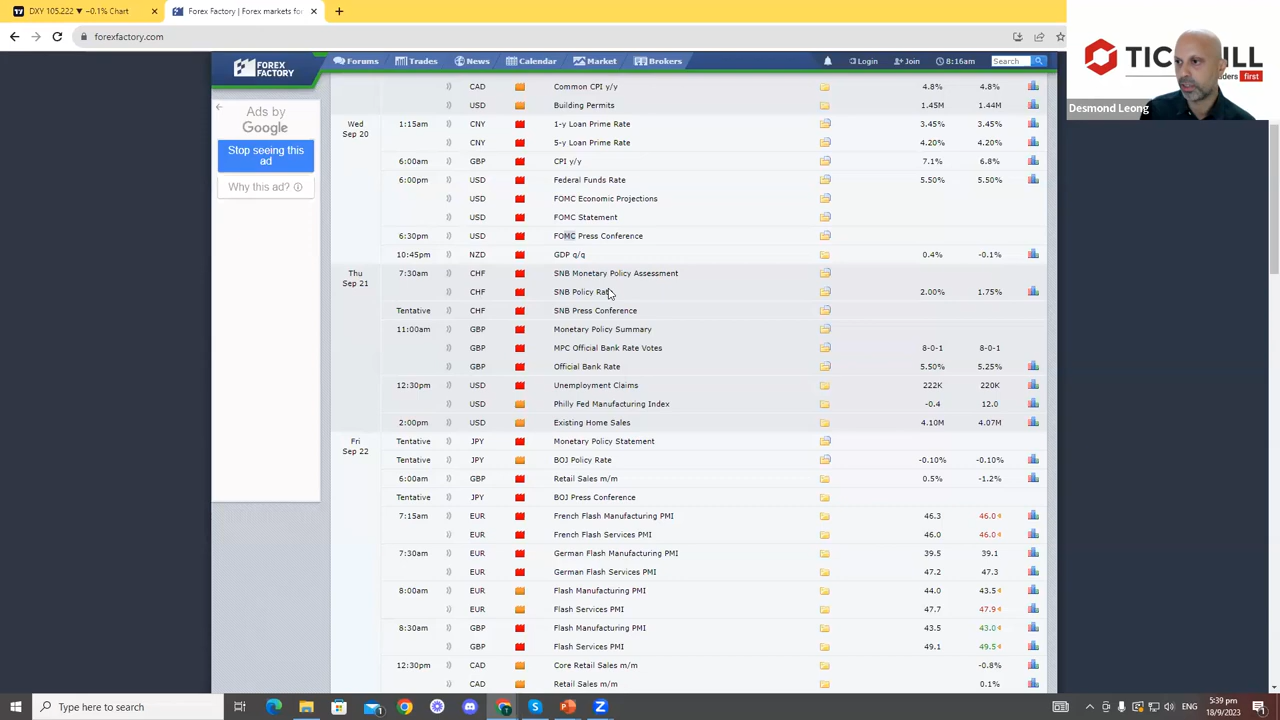 DXY 105.222 ▼ −0.1% Chart
Forex Factory | Forex markets fo
forexfactory.com
FOREX
FACTORY
Forums
Trades
News
Calendar
Market
Brokers
Login
Join
8:16am
Search
TIC ILL
aders first
Desmond Leong
Ads by
Google
Stop seeing this
ad
Why this ad?
CAD Common CPI y/y 4.8% 4.8%
USD Building Permits 1.45M 1.44M
Wed
Sep 20
1:15am CNY 1-y Loan Prime Rate 3.45% 3.45%
CNY 5-y Loan Prime Rate 4.20% 4.20%
6:00am GBP CPI y/y 7.1% 6.8%
6:00pm USD Federal Funds Rate 5.50% 5.50%
USD FOMC Economic Projections
USD FOMC Statement
6:30pm USD FOMC Press Conference
10:45pm NZD GDP q/q 0.4% -0.1%
Thu
Sep 21
7:30am CHF SNB Monetary Policy Assessment
CHF SNB Policy Rate 2.00% 1.75%
Tentative CHF SNB Press Conference
11:00am GBP Monetary Policy Summary
GBP MPC Official Bank Rate Votes 8-0-1 8-0-1
GBP Official Bank Rate 5.50% 5.25%
12:30pm USD Unemployment Claims 222K 220K
USD Philly Fed Manufacturing Index -0.4 12.0
2:00pm USD Existing Home Sales 4.10M 4.07M
Fri
Sep 22
Tentative JPY Monetary Policy Statement
Tentative JPY BOJ Policy Rate -0.10% -0.10%
6:00am GBP Retail Sales m/m 0.5% -1.2%
Tentative JPY BOJ Press Conference
7:15am EUR French Flash Manufacturing PMI 46.3 46.0
EUR French Flash Services PMI 46.0 46.0
7:30am EUR German Flash Manufacturing PMI 39.5 39.1
EUR German Flash Services PMI 47.2 47.3
8:00am EUR Flash Manufacturing PMI 44.0 43.5
EUR Flash Services PMI 47.7 47.9
8:30am GBP Flash Manufacturing PMI 43.5 43.0
GBP Flash Services PMI 49.1 49.5
12:30pm CAD Core Retail Sales m/m -0.8%
CAD Retail Sales m/m 0.1%
Type here to search
ENG
5:39 pm
18/9/2023